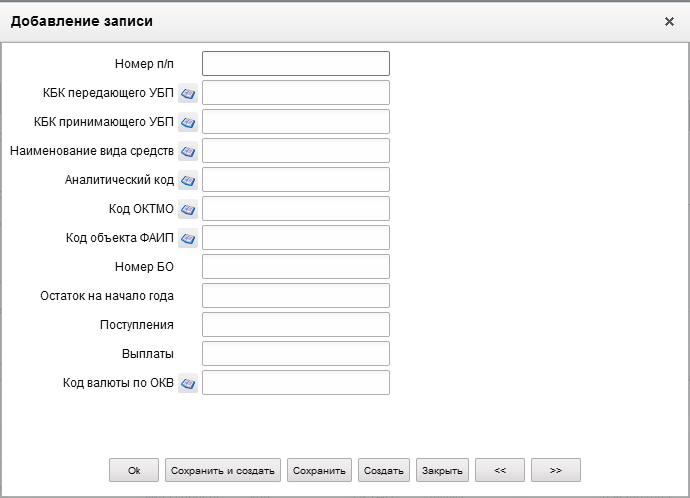 Добавление записи ×
Номер п/п
КБК передающего УБП
КБК принимающего УБП
Наименование вида средств
Аналитический код
Код ОКТМО
Код объекта ФАИП
Номер БО
Остаток на начало года
Поступления
Выплаты
Код валюты по ОКВ
Ok Сохранить и создать Сохранить Создать Закрыть << >>